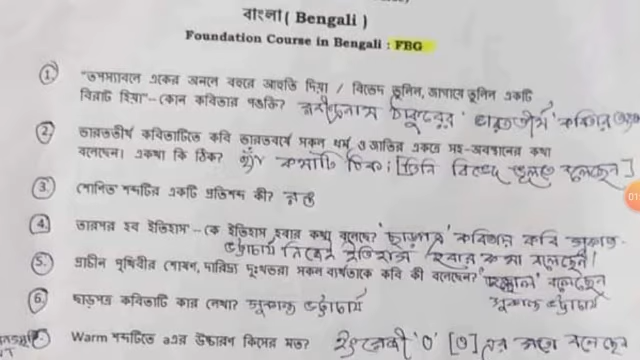 বাংলা ( Bengali )
Foundation Course in Bengali : FBG
1 "তপস্যাবলে একের অনলে বহুরে আহুতি দিয়া / বিভেদ ভুলিল, জাগায়ে তুলিল একটি
বিরাট হিয়া"–কোন কবিতার পঙক্তি? রবীন্দ্রনাথ ঠাকুরের 'ভারততীর্থ' কবিতার
2 ভারততীর্থ কবিতাটিতে কবি ভারতবর্ষে সকল ধর্ম ও জাতির একত্রে সহ-অবস্থানের কথা
বলেছেন। একথা কি ঠিক? হ্যাঁ কথাটি ঠিক। [তিনি বিভেদ ভুলতে বলেছেন]
3 শোণিত শব্দটির একটি প্রতিশব্দ কী? রক্ত
4. তারপর হব ইতিহাস"–কে ইতিহাস হবার কথা বলেছে? 'ছাড়পত্র' কবিতার কবি সুকান্ত
ভট্টাচার্য নিজের ইতিহাস হবার কথা বলেছেন।
5. প্রাচীন পৃথিবীর শোষণ, দারিদ্র্য দুঃখভরা সকল ব্যর্থতাকে কবি কী বলেছেন? 'জঞ্জাল' বলেছেন
সুকান্ত ভট্টাচার্য
6. ছাড়পত্র কবিতাটি কার লেখা? সুকান্ত ভট্টাচার্য
Warm শব্দটিতে aএর উচ্চারণ কিসের মতো? ইংরেজী 'O' [ও] এর মতো বলেছেন